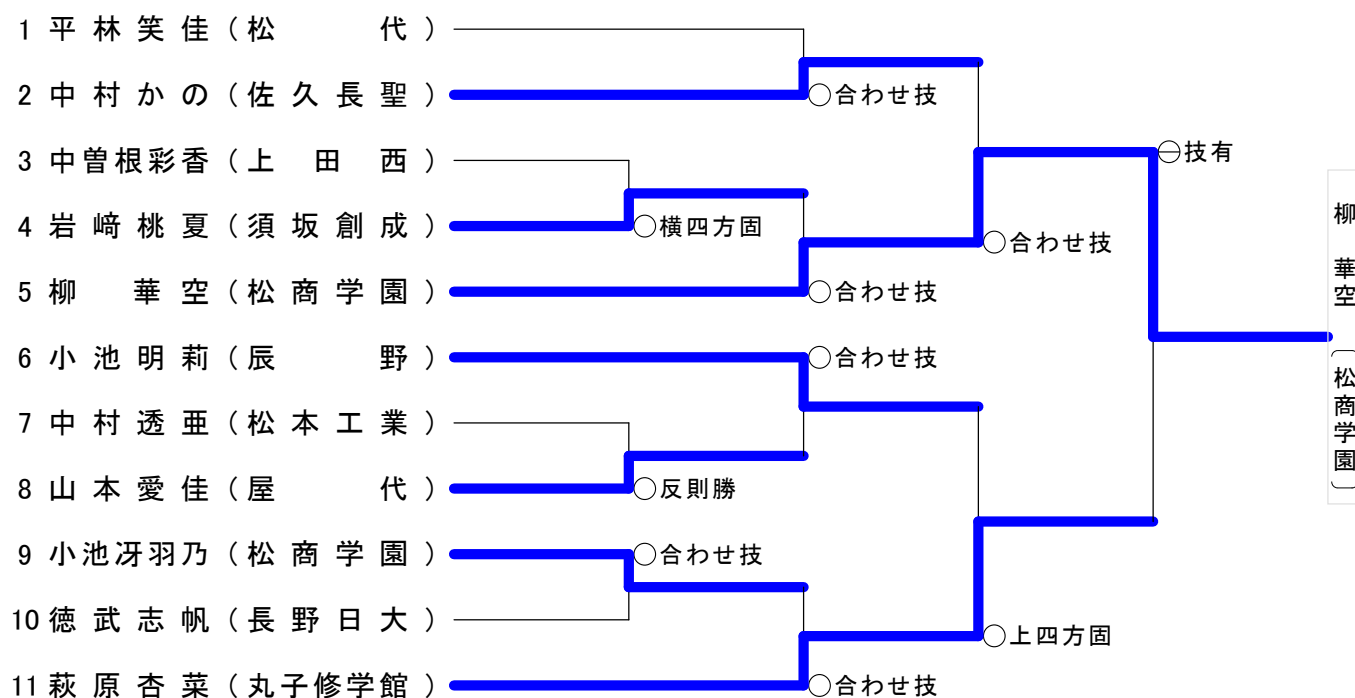 1 平林笑佳(松代)
2 中村かの(佐久長聖) ○合わせ技
3 中曽根彩香(上田西) ⊖技有
4 岩﨑桃夏(須坂創成) ○横四方固 ○合わせ技
5 柳華空(松商学園) ○合わせ技
6 小池明莉(辰野) ○合わせ技
7 中村透亜(松本工業)
8 山本愛佳(屋代) ○反則勝
9 小池冴羽乃(松商学園) ○合わせ技
10 徳武志帆(長野日大) ○上四方固
11 萩原杏菜(丸子修学館) ○合わせ技
柳華空
(松商学園)